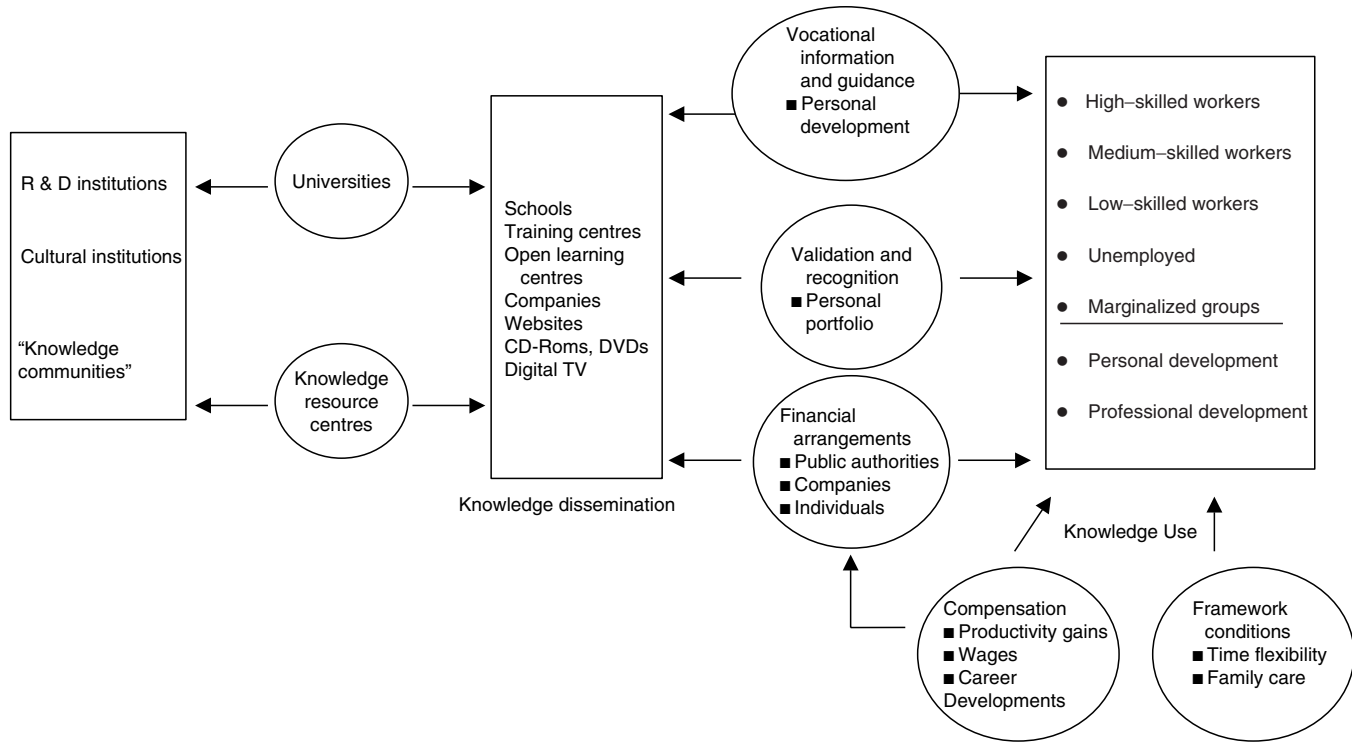 R & D institutions
Cultural institutions
“Knowledge
communities”
Universities
Knowledge
resource
centres
Schools
Training centres
Open learning
centres
Companies
Websites
CD-Roms, DVDs
Digital TV
Knowledge dissemination
Vocational
information
and guidance
■ Personal
development
Validation and
recognition
■ Personal
portfolio
Financial
arrangements
■ Public authorities
■ Companies
■ Individuals
● High–skilled workers
● Medium–skilled workers
● Low–skilled workers
● Unemployed
● Marginalized groups
● Personal development
● Professional development
Knowledge Use
Compensation
■ Productivity gains
■ Wages
■ Career
Developments
Framework
conditions
■ Time flexibility
■ Family care